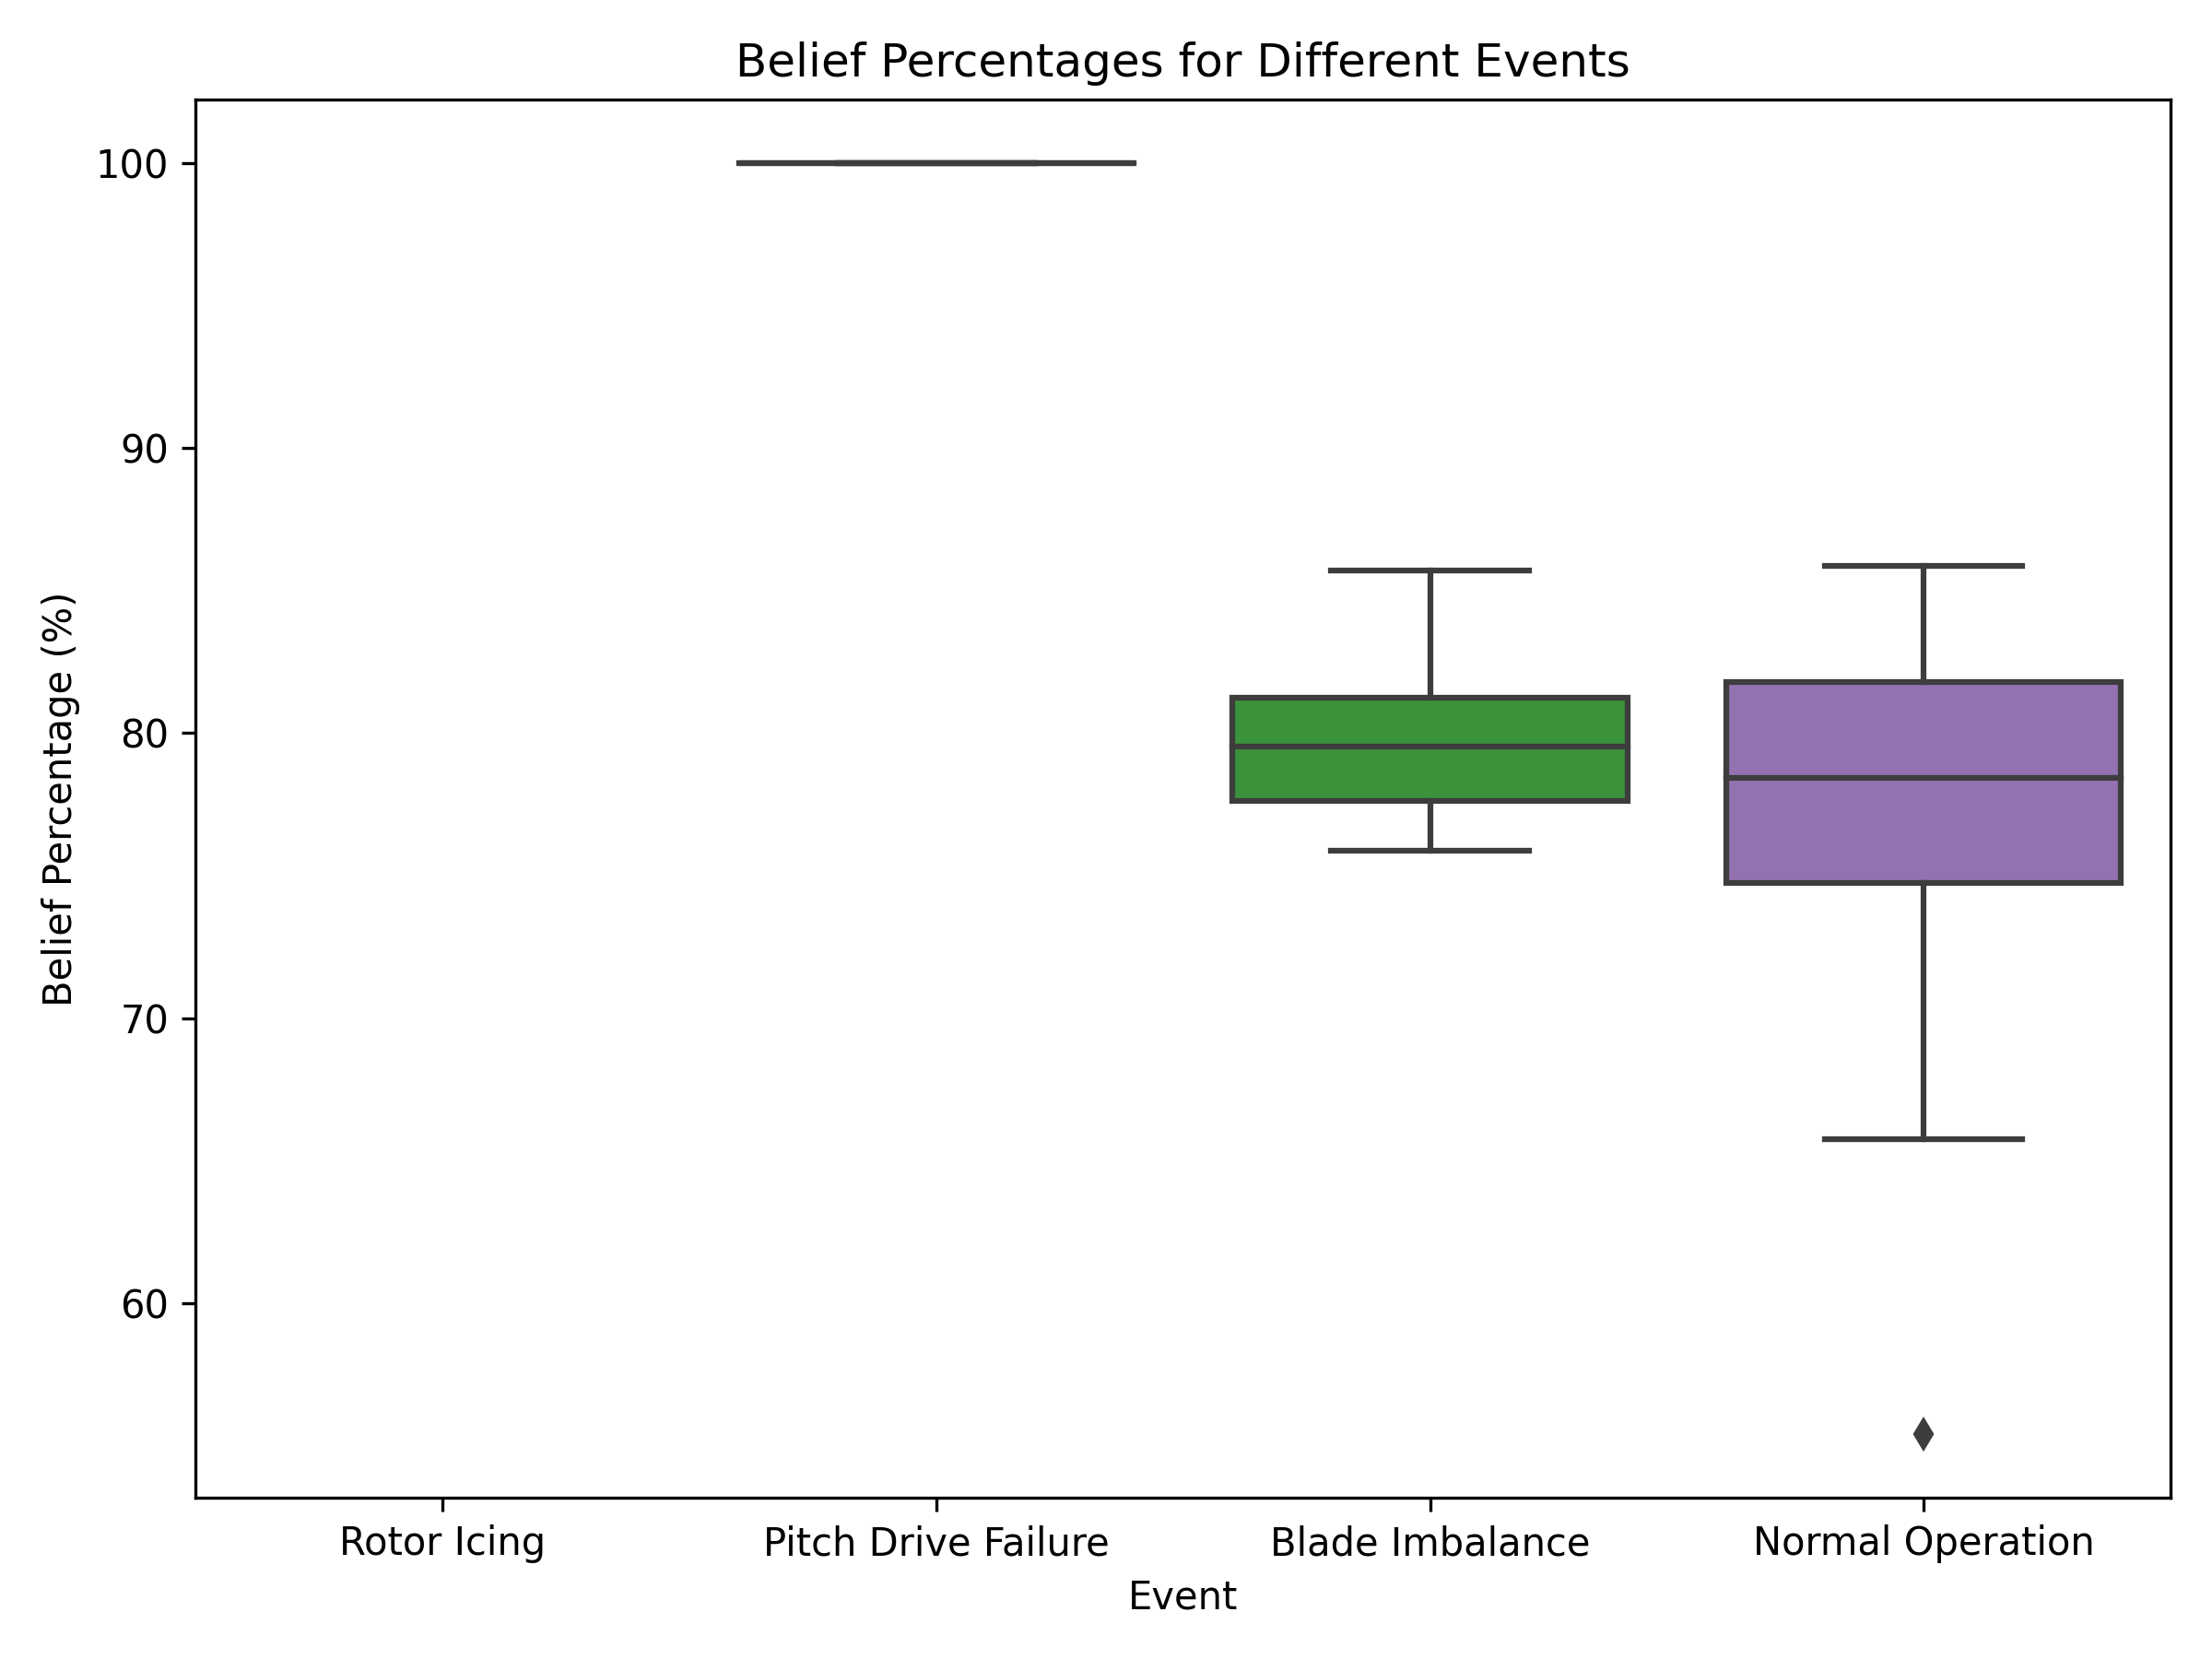 Belief Percentages for Different Events
Belief Percentage (%)
100
90
80
70
60
Rotor Icing
Pitch Drive Failure
Blade Imbalance
Normal Operation
Event